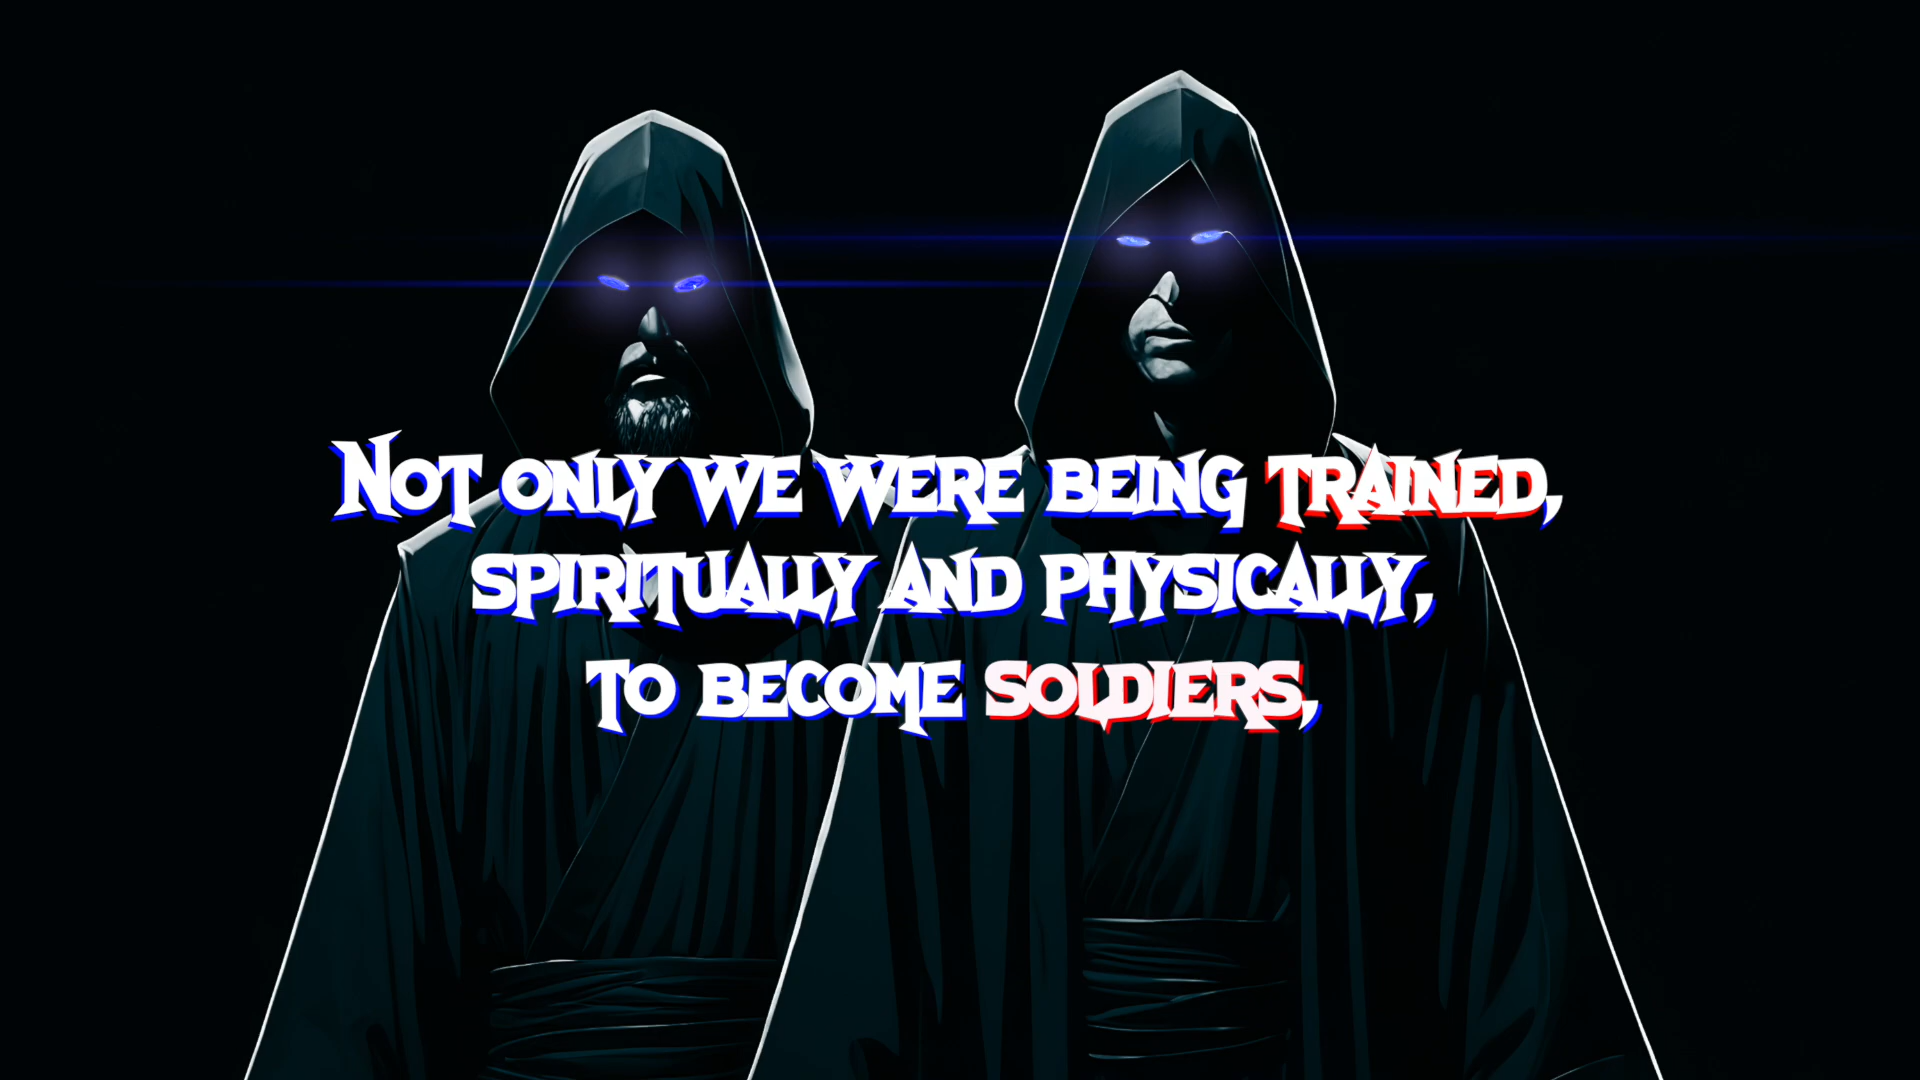 Not only we were being trained,
spiritually and physically,
to become soldiers,